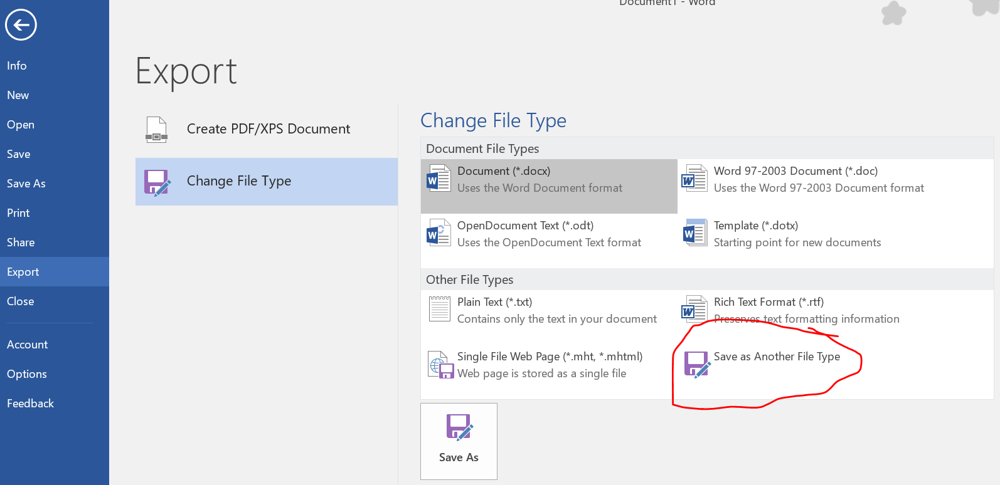 Document1 - Word
Info
New
Open
Save
Save As
Print
Share
Export
Close
Account
Options
Feedback
Export
Create PDF/XPS Document
Change File Type
Change File Type
Document File Types
Document (*.docx)
Uses the Word Document format
Word 97-2003 Document (*.doc)
Uses the Word 97-2003 Document format
OpenDocument Text (*.odt)
Uses the OpenDocument Text format
Template (*.dotx)
Starting point for new documents
Other File Types
Plain Text (*.txt)
Contains only the text in your document
Rich Text Format (*.rtf)
Preserves text formatting information
Single File Web Page (*.mht, *.mhtml)
Web page is stored as a single file
Save as Another File Type
Save As